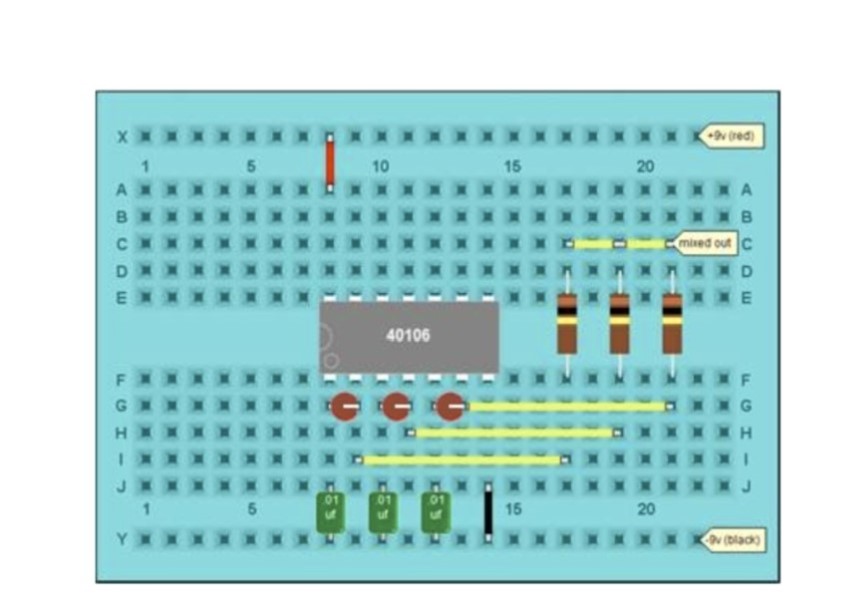 X
+9v (red)
1 5 10 15 20
A A
B B
C mixed out C
D D
E E
40106
F F
G G
H H
I I
J J
.01 .01 .01
uf uf uf
1 5 15 20
Y -9v (black)